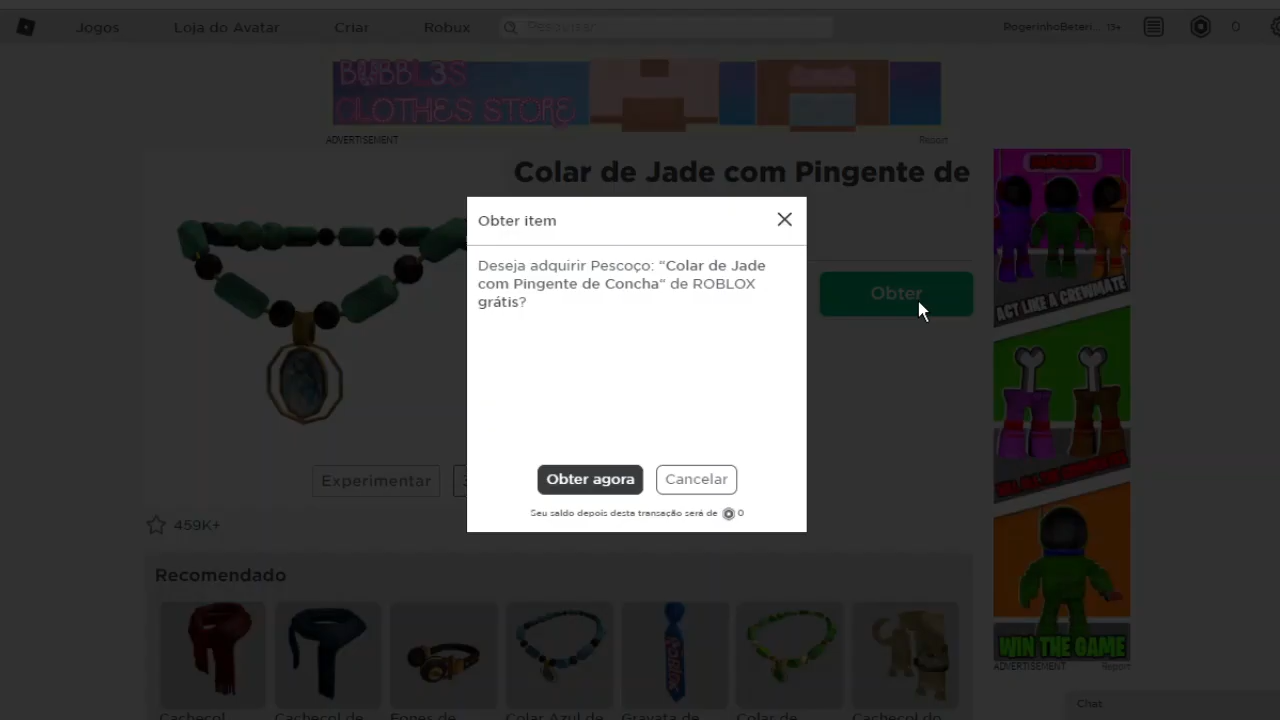 Jogos
Loja do Avatar
Criar
Robux
Pesquisar
RogerinhoBeteri... 13+
0
BUBBL3S
CLOTHES STORE
ADVERTISEMENT
Report
Colar de Jade com Pingente de
Obter item
Deseja adquirir Pescoço: “Colar de Jade
com Pingente de Concha“ de ROBLOX
grátis?
Obter
ACT LIKE A CREWMATE
Obter agora
Cancelar
Seu saldo depois desta transação será de 0
Experimentar
459K+
Recomendado
WIN THE GAME
ADVERTISEMENT
Report
Cachecol
Cachecol de
Fones de
Colar Azul de
Gravata de
Colar de
Cachecol do
Chat